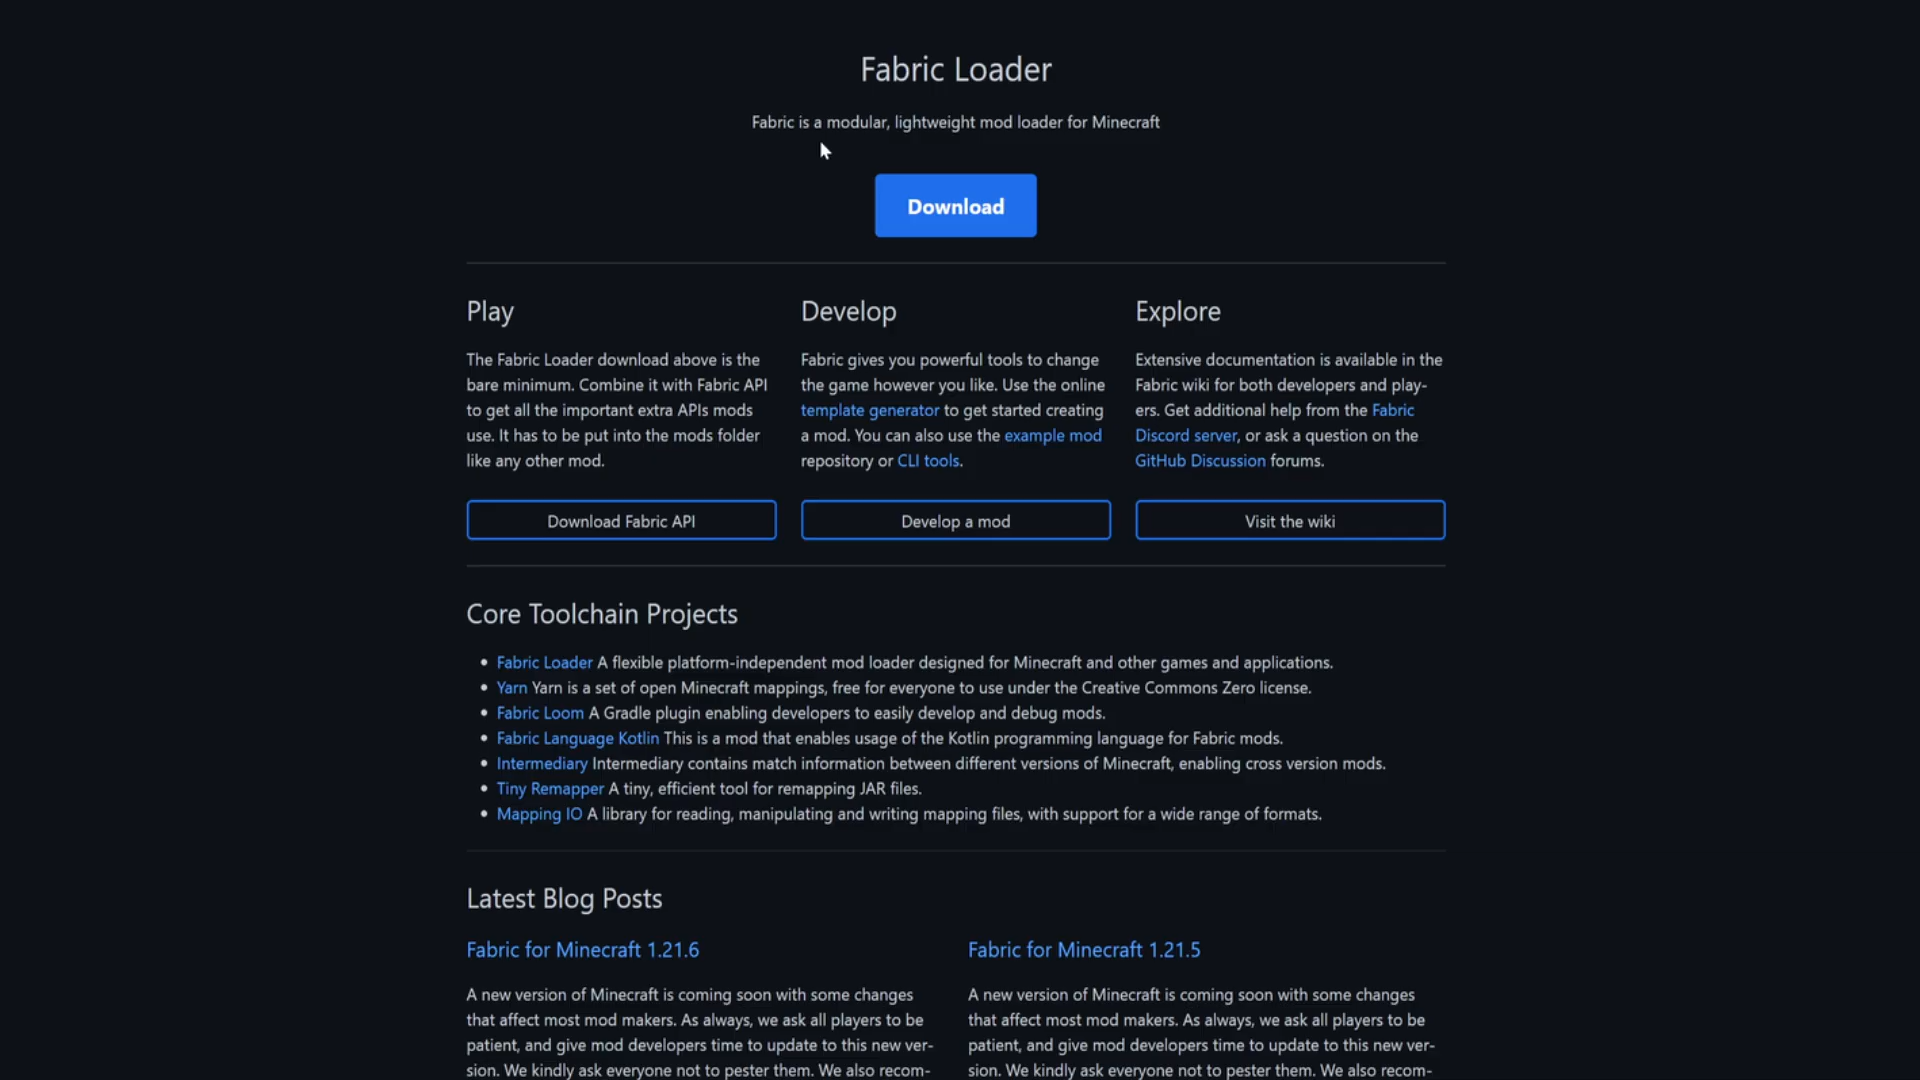 Fabric Loader
Fabric is a modular, lightweight mod loader for Minecraft
Download
Play
The Fabric Loader download above is the
bare minimum. Combine it with Fabric API
to get all the important extra APIs mods
use. It has to be put into the mods folder
like any other mod.
Download Fabric API
Develop
Fabric gives you powerful tools to change
the game however you like. Use the online
template generator to get started creating
a mod. You can also use the example mod
repository or CLI tools.
Develop a mod
Explore
Extensive documentation is available in the
Fabric wiki for both developers and play-
ers. Get additional help from the Fabric
Discord server, or ask a question on the
GitHub Discussion forums.
Visit the wiki
Core Toolchain Projects
• Fabric Loader A flexible platform-independent mod loader designed for Minecraft and other games and applications.
• Yarn Yarn is a set of open Minecraft mappings, free for everyone to use under the Creative Commons Zero license.
• Fabric Loom A Gradle plugin enabling developers to easily develop and debug mods.
• Fabric Language Kotlin This is a mod that enables usage of the Kotlin programming language for Fabric mods.
• Intermediary Intermediary contains match information between different versions of Minecraft, enabling cross version mods.
• Tiny Remapper A tiny, efficient tool for remapping JAR files.
• Mapping IO A library for reading, manipulating and writing mapping files, with support for a wide range of formats.
Latest Blog Posts
Fabric for Minecraft 1.21.6
A new version of Minecraft is coming soon with some changes
that affect most mod makers. As always, we ask all players to be
patient, and give mod developers time to update to this new ver-
sion. We kindly ask everyone not to pester them. We also recom-
Fabric for Minecraft 1.21.5
A new version of Minecraft is coming soon with some changes
that affect most mod makers. As always, we ask all players to be
patient, and give mod developers time to update to this new ver-
sion. We kindly ask everyone not to pester them. We also recom-